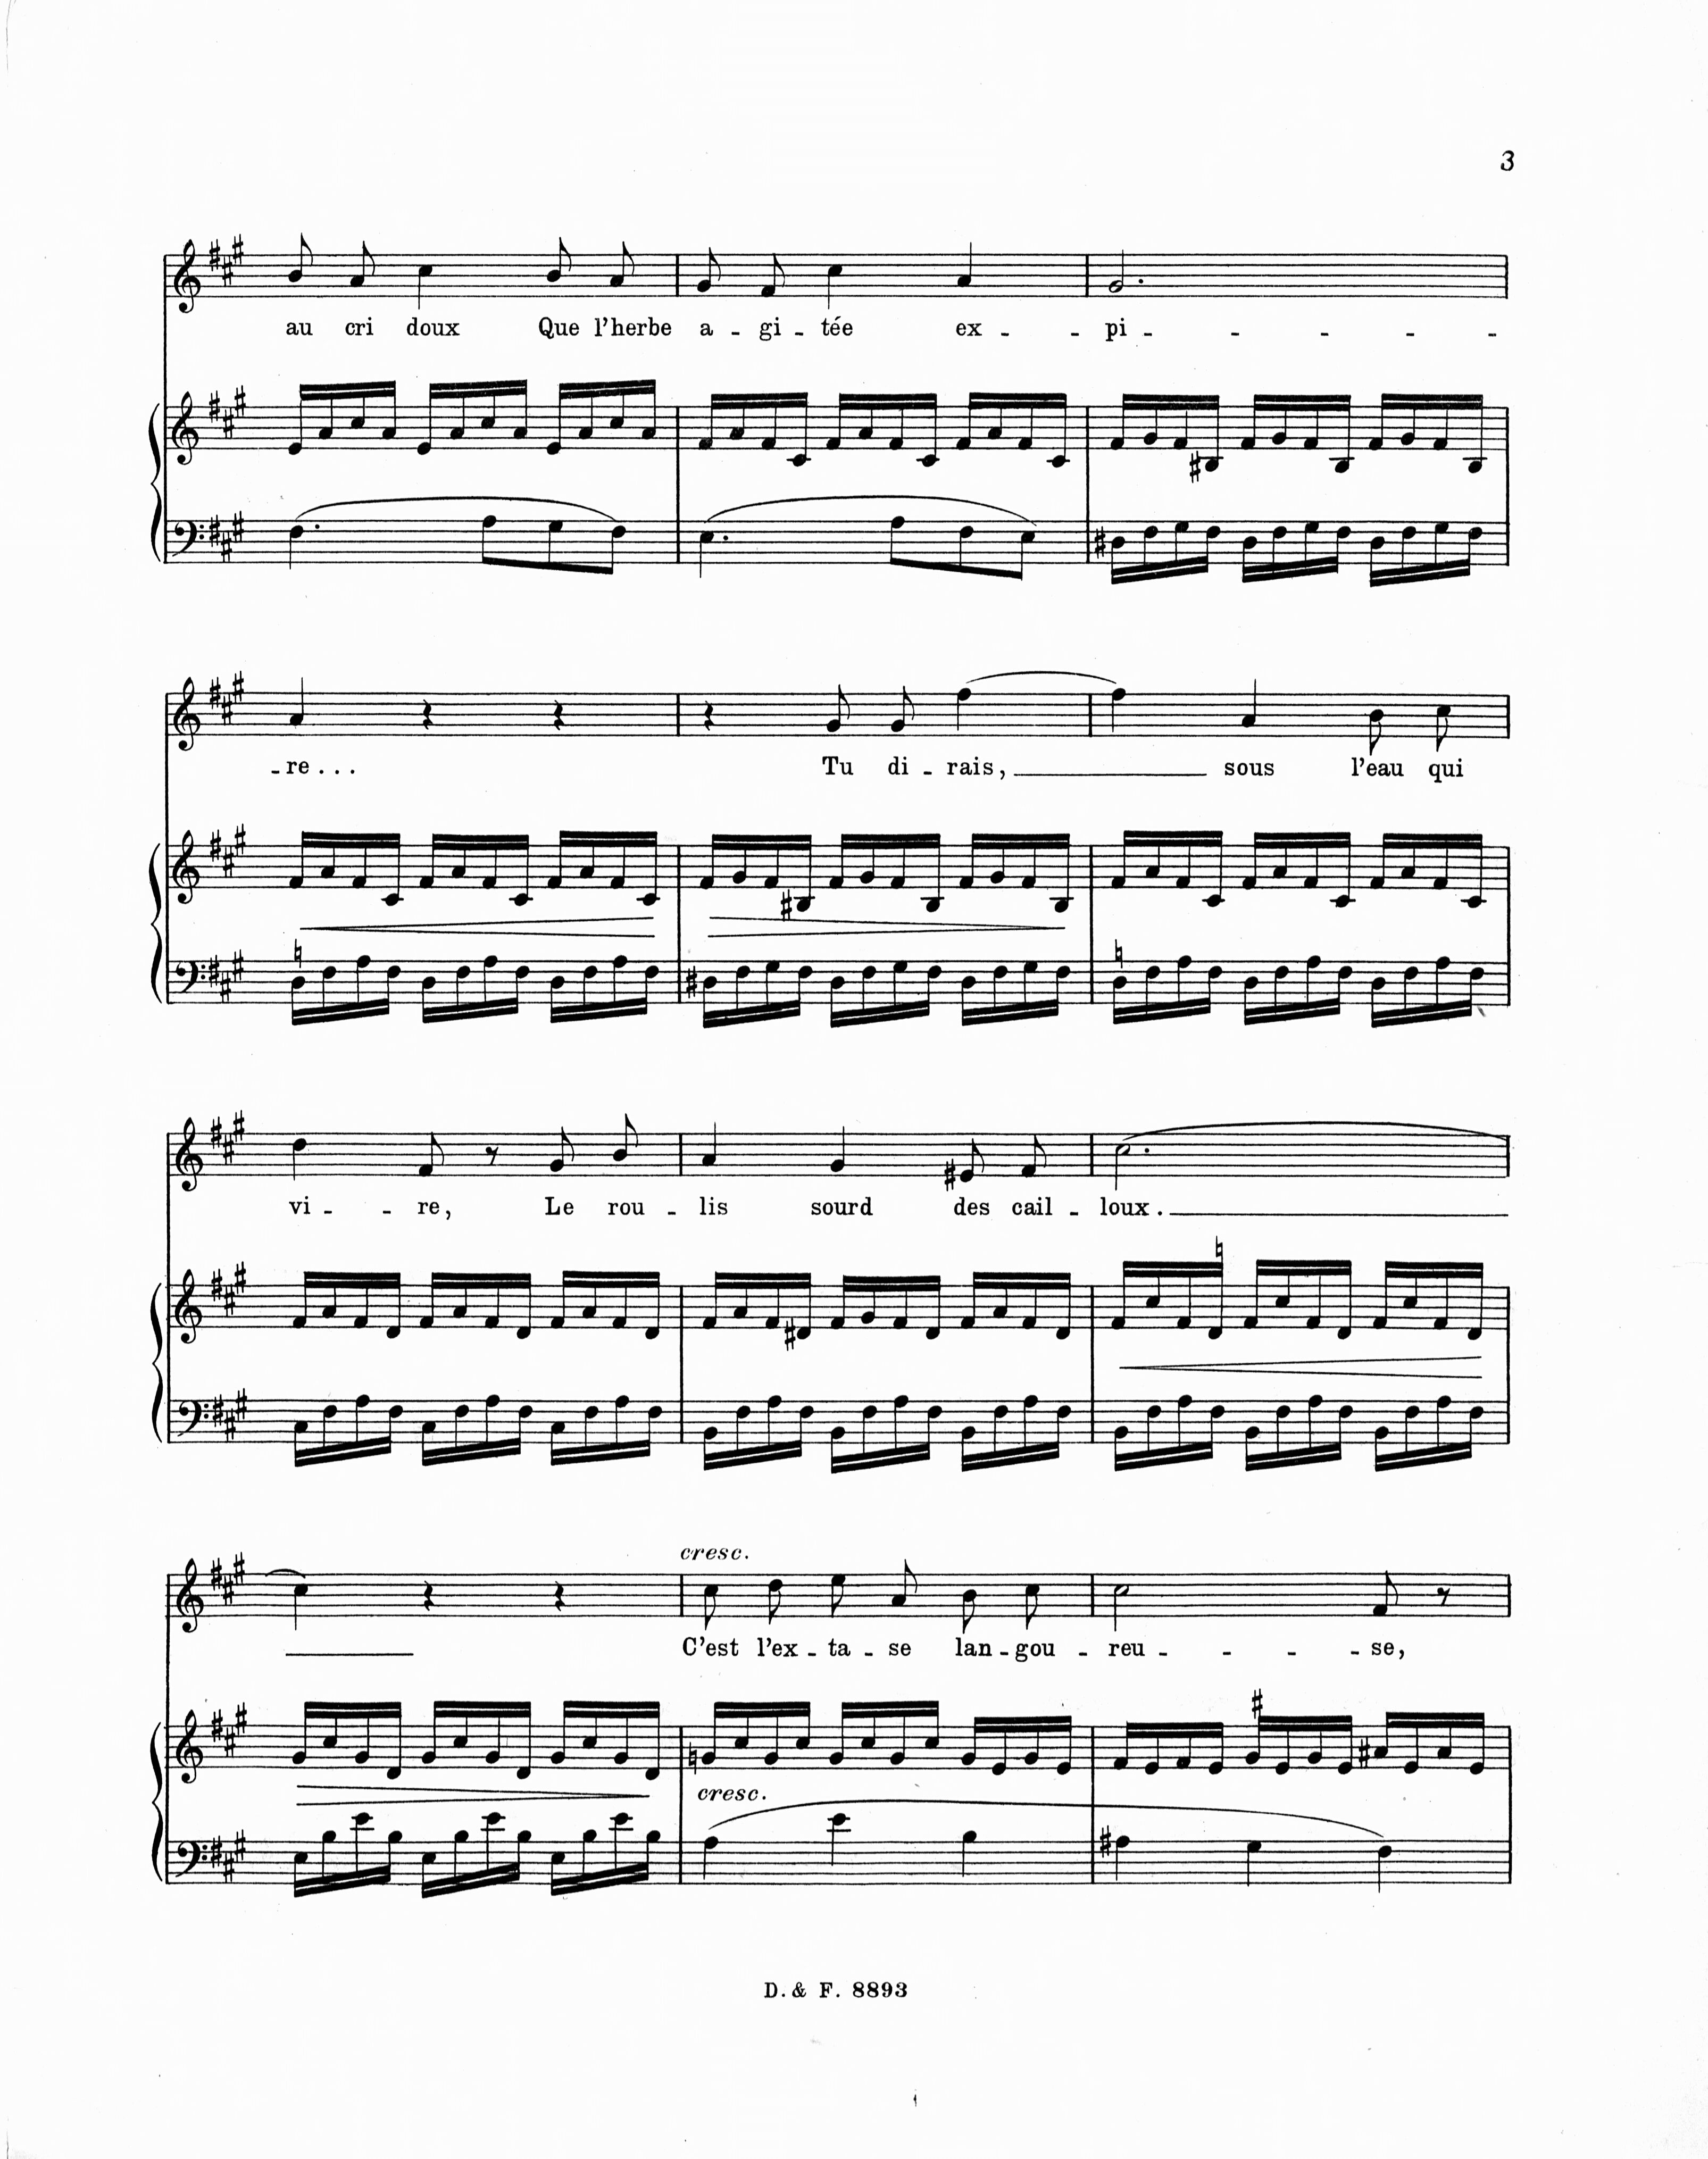 3
au cri doux Que l'herbe a - gi - tée ex - - pi - - - - -
- re... Tu di - rais, sous l'eau qui
vi - - re, Le rou - lis sourd des cail - loux.
cresc.
C'est l'ex - ta - se lan - gou - reu - - - - se,
cresc.
D. & F. 8893